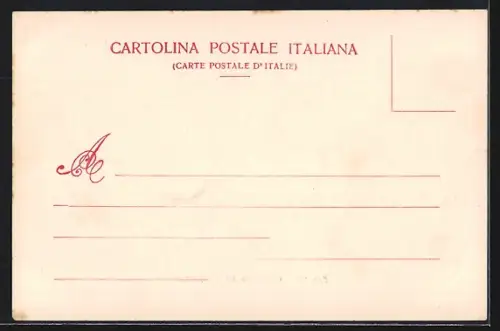 CARTOLINA POSTALE ITALIANA
(CARTE POSTALE D'ITALIE)
A